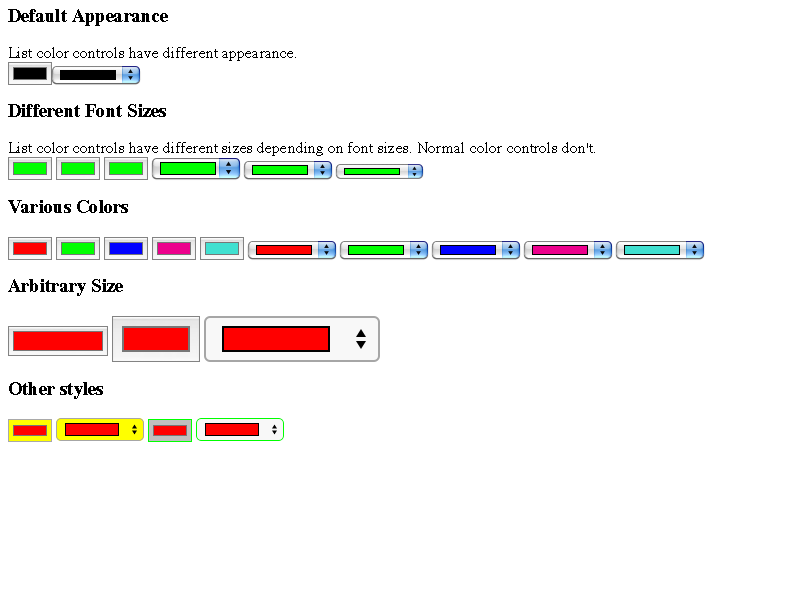 Default Appearance
List color controls have different appearance.
Different Font Sizes
List color controls have different sizes depending on font sizes. Normal color controls don't.
Various Colors
Arbitrary Size
Other styles